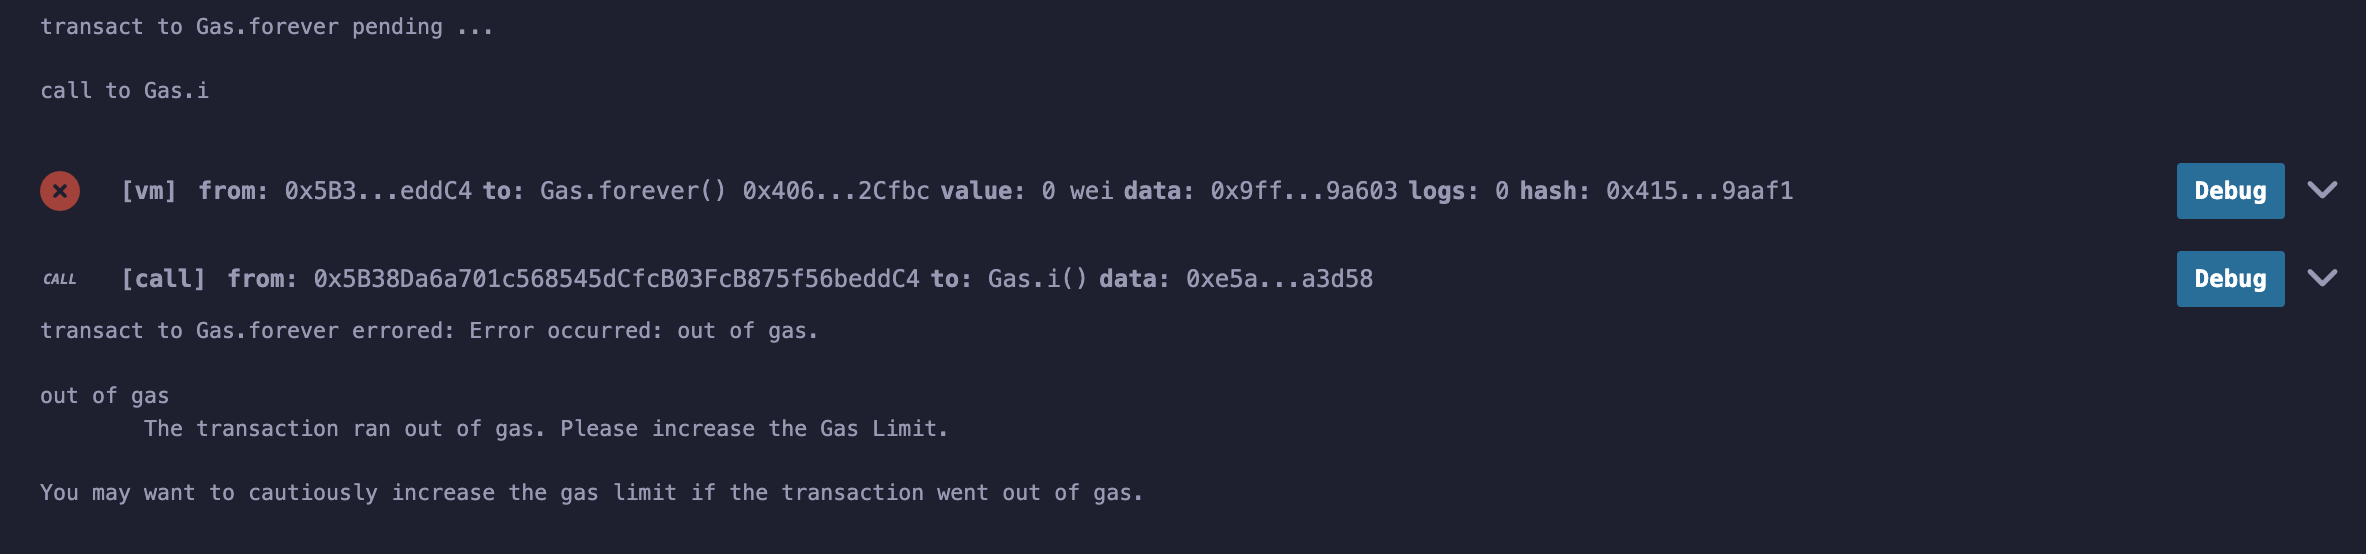 transact to Gas.forever pending ...
call to Gas.i
[vm] from: 0x5B3...eddC4 to: Gas.forever() 0x406...2Cfbc value: 0 wei data: 0x9ff...9a603 logs: 0 hash: 0x415...9aaf1 Debug
CALL [call] from: 0x5B38Da6a701c568545dCfcB03FcB875f56beddC4 to: Gas.i() data: 0xe5a...a3d58 Debug
transact to Gas.forever errored: Error occurred: out of gas.
out of gas
The transaction ran out of gas. Please increase the Gas Limit.
You may want to cautiously increase the gas limit if the transaction went out of gas.